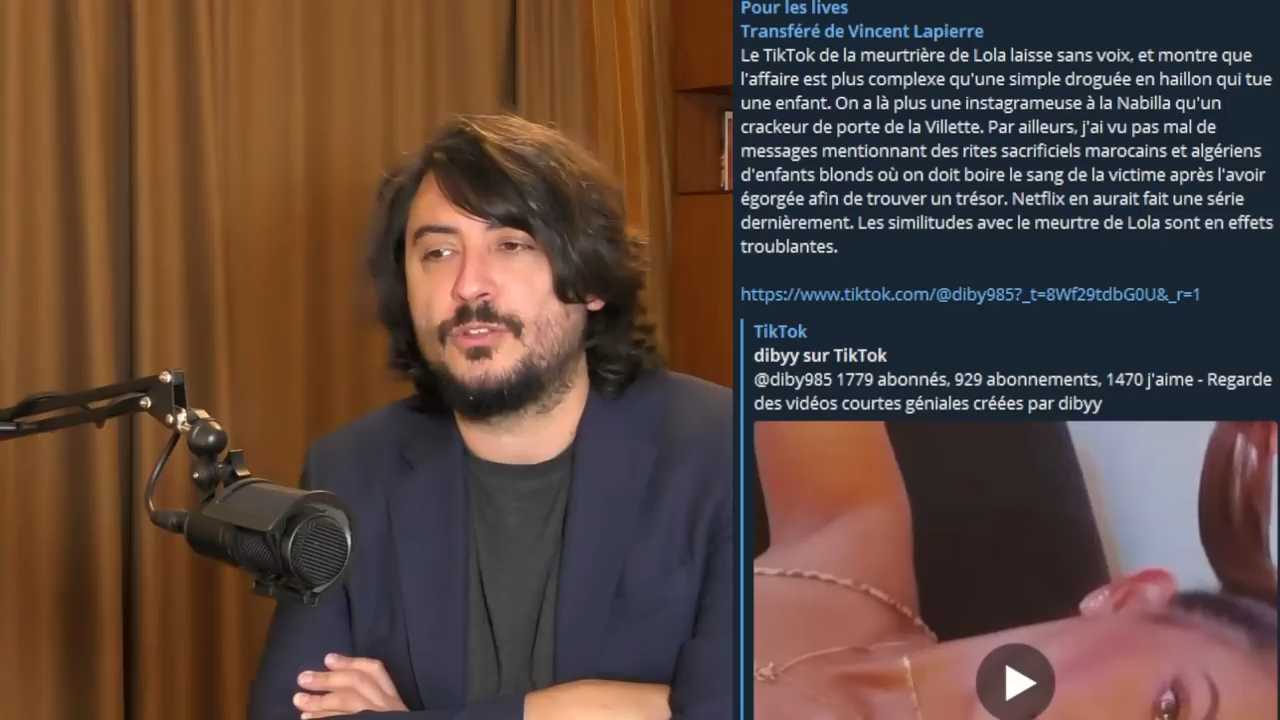 Pour les lives
Transféré de Vincent Lapierre
Le TikTok de la meurtrière de Lola laisse sans voix, et montre que
l'affaire est plus complexe qu'une simple droguée en haillon qui tue
une enfant. On a là plus une instagrameuse à la Nabilla qu'un
crackeur de porte de la Villette. Par ailleurs, j'ai vu pas mal de
messages mentionnant des rites sacrificiels marocains et algériens
d'enfants blonds où on doit boire le sang de la victime après l'avoir
égorgée afin de trouver un trésor. Netflix en aurait fait une série
dernièrement. Les similitudes avec le meurtre de Lola sont en effets
troublantes.
https://www.tiktok.com/@diby985?_t=8Wf29tdbG0U&_r=1
TikTok
dibyy sur TikTok
@diby985 1779 abonnés, 929 abonnements, 1470 j'aime - Regarde
des vidéos courtes géniales créées par dibyy